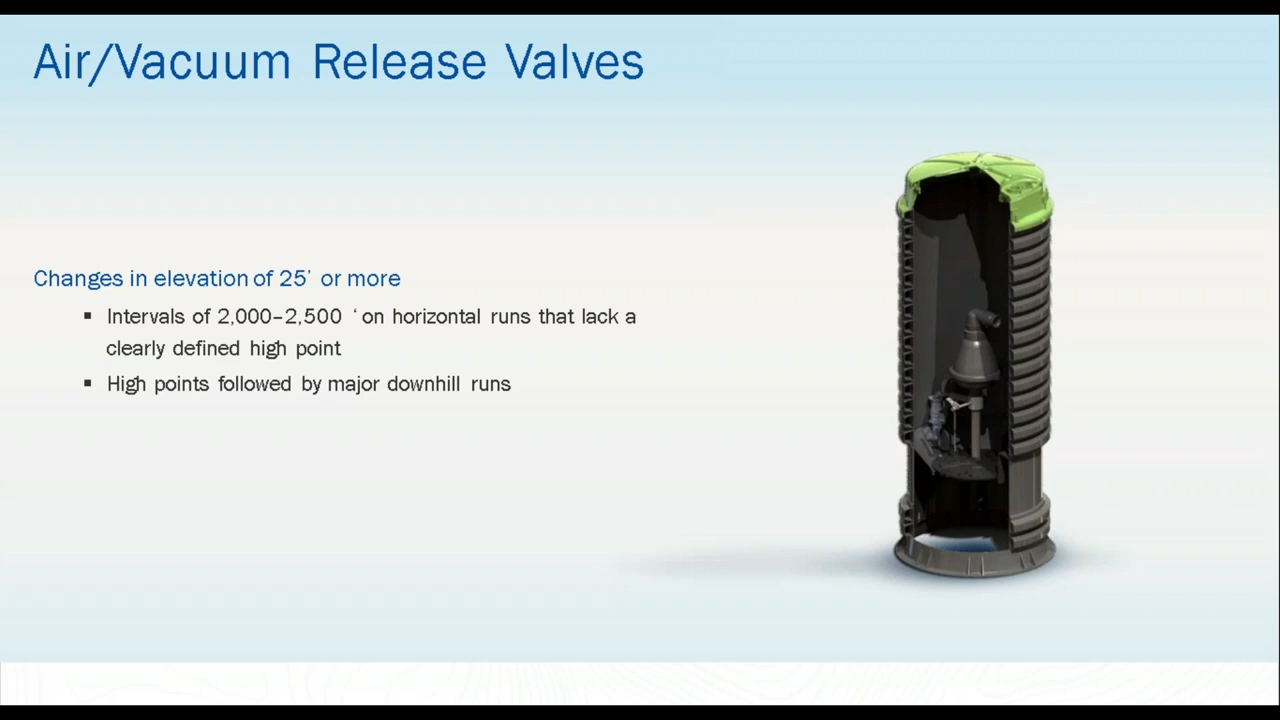 Air/Vacuum Release Valves
Changes in elevation of 25’ or more
▪ Intervals of 2,000–2,500 ‘ on horizontal runs that lack a
clearly defined high point
▪ High points followed by major downhill runs